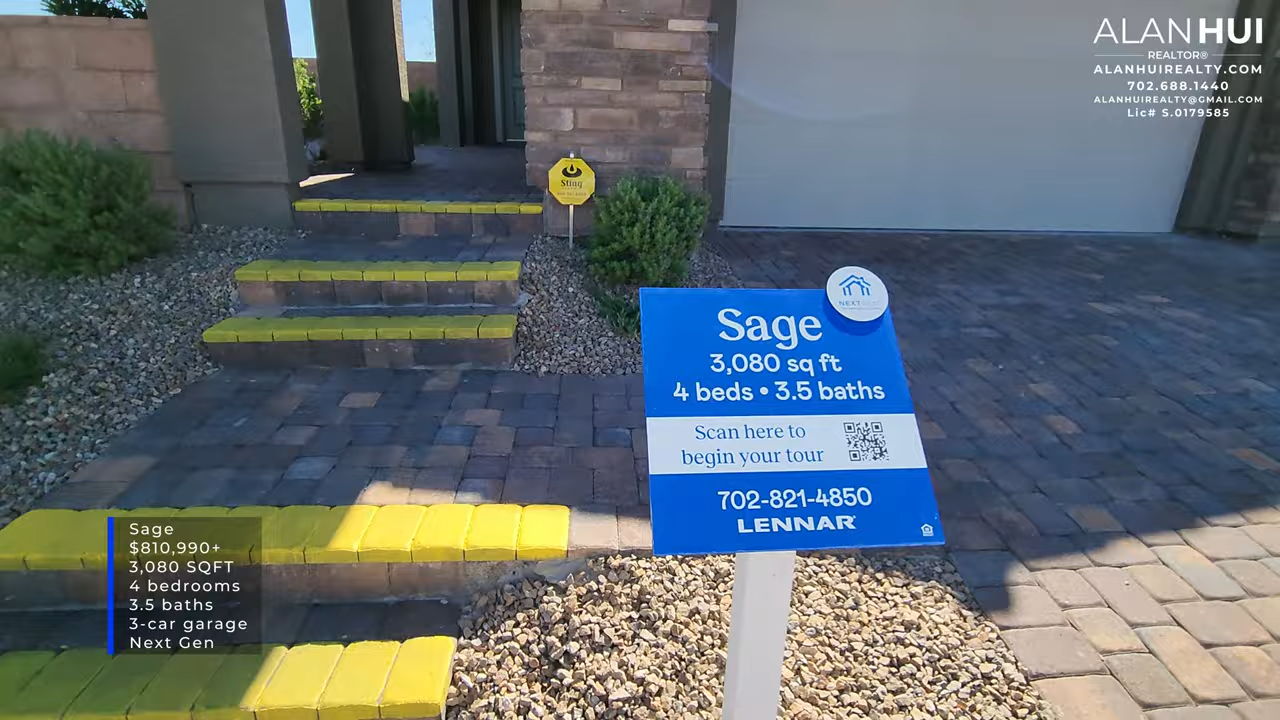 ALANHUI
REALTOR®
ALANHUIREALTY.COM
702.688.1440
ALANHUIREALTY@GMAIL.COM
Lic# S.0179585
Sting
NEXT
Sage
3,080 sq ft
4 beds • 3.5 baths
Scan here to
begin your tour
702-821-4850
LENNAR
Sage
$810,990+
3,080 SQFT
4 bedrooms
3.5 baths
3-car garage
Next Gen